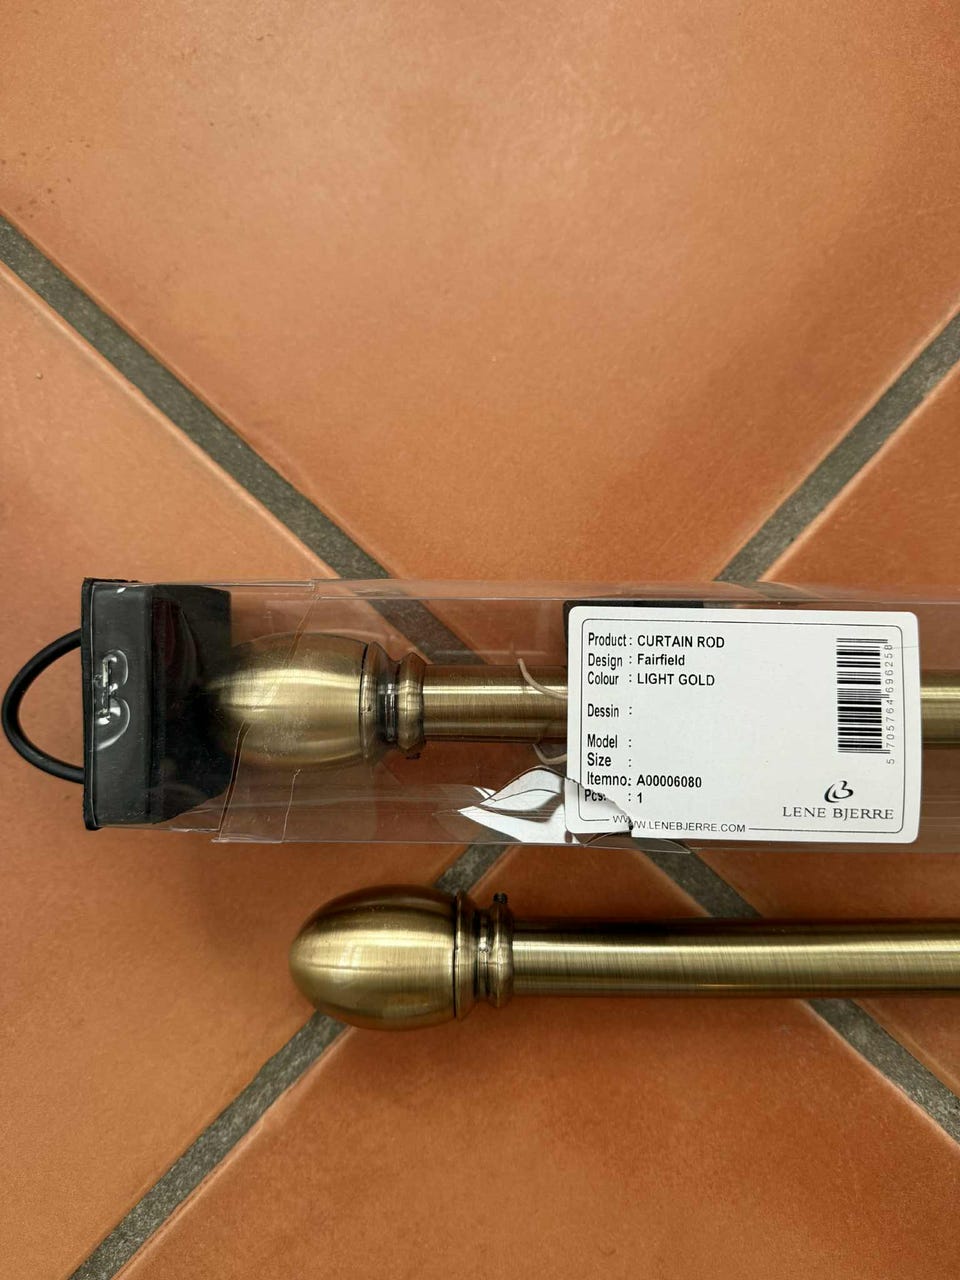 Product : CURTAIN ROD
Design : Fairfield
Colour : LIGHT GOLD
Dessin :
Model :
Size :
Itemno: A00006080
Pcs. : 1
WWW.LENEBJERRE.COM
LENE BJERRE
5705764696258